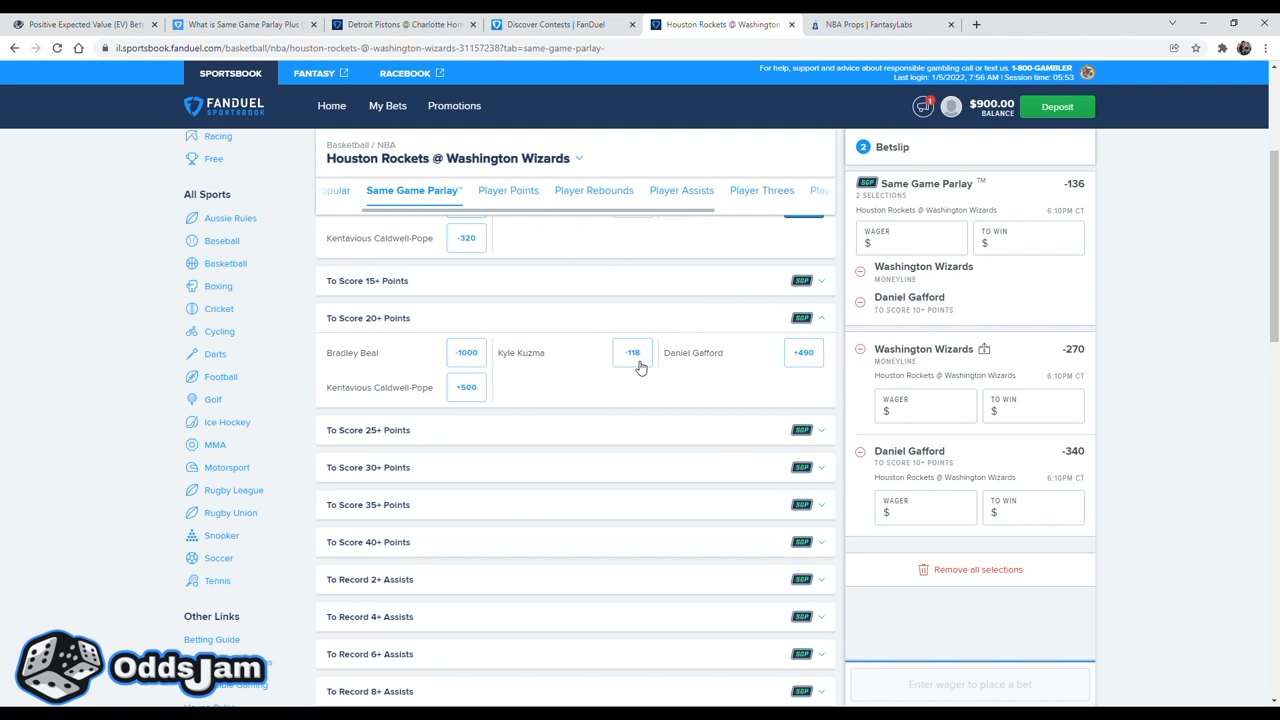 Positive Expected Value (EV) Bets
What is Same Game Parlay Plus (
Detroit Pistons @ Charlotte Horn
Discover Contests | FanDuel
Houston Rockets @ Washington
NBA Props | FantasyLabs
il.sportsbook.fanduel.com/basketball/nba/houston-rockets-@-washington-wizards-31157238?tab=same-game-parlay-
SPORTSBOOK
FANTASY
RACEBOOK
For help, support and advice about responsible gambling call or text us. 1-800-GAMBLER
Last login: 1/5/2022, 7:56 AM | Session time: 05:53
FANDUEL
SPORTSBOOK
Home
My Bets
Promotions
1
$900.00
BALANCE
Deposit
Racing
Free
All Sports
Aussie Rules
Baseball
Basketball
Boxing
Cricket
Cycling
Darts
Football
Golf
Ice Hockey
MMA
Motorsport
Rugby League
Rugby Union
Snooker
Soccer
Tennis
Other Links
Betting Guide
OddsJam
Basketball / NBA
Houston Rockets @ Washington Wizards
opular
Same Game Parlay™
Player Points
Player Rebounds
Player Assists
Player Threes
Play
Kentavious Caldwell-Pope -320
To Score 15+ Points SGP
To Score 20+ Points SGP
Bradley Beal -1000 Kyle Kuzma -118 Daniel Gafford +490
Kentavious Caldwell-Pope +500
To Score 25+ Points SGP
To Score 30+ Points SGP
To Score 35+ Points SGP
To Score 40+ Points SGP
To Record 2+ Assists SGP
To Record 4+ Assists SGP
To Record 6+ Assists SGP
To Record 8+ Assists SGP
2 Betslip
SGP Same Game Parlay ™ -136
2 SELECTIONS
Houston Rockets @ Washington Wizards 6:10PM CT
WAGER TO WIN
$ $
Washington Wizards
MONEYLINE
Daniel Gafford
TO SCORE 10+ POINTS
Washington Wizards -270
MONEYLINE
Houston Rockets @ Washington Wizards 6:10PM CT
WAGER TO WIN
$ $
Daniel Gafford -340
TO SCORE 10+ POINTS
Houston Rockets @ Washington Wizards 6:10PM CT
WAGER TO WIN
$ $
Remove all selections
Enter wager to place a bet